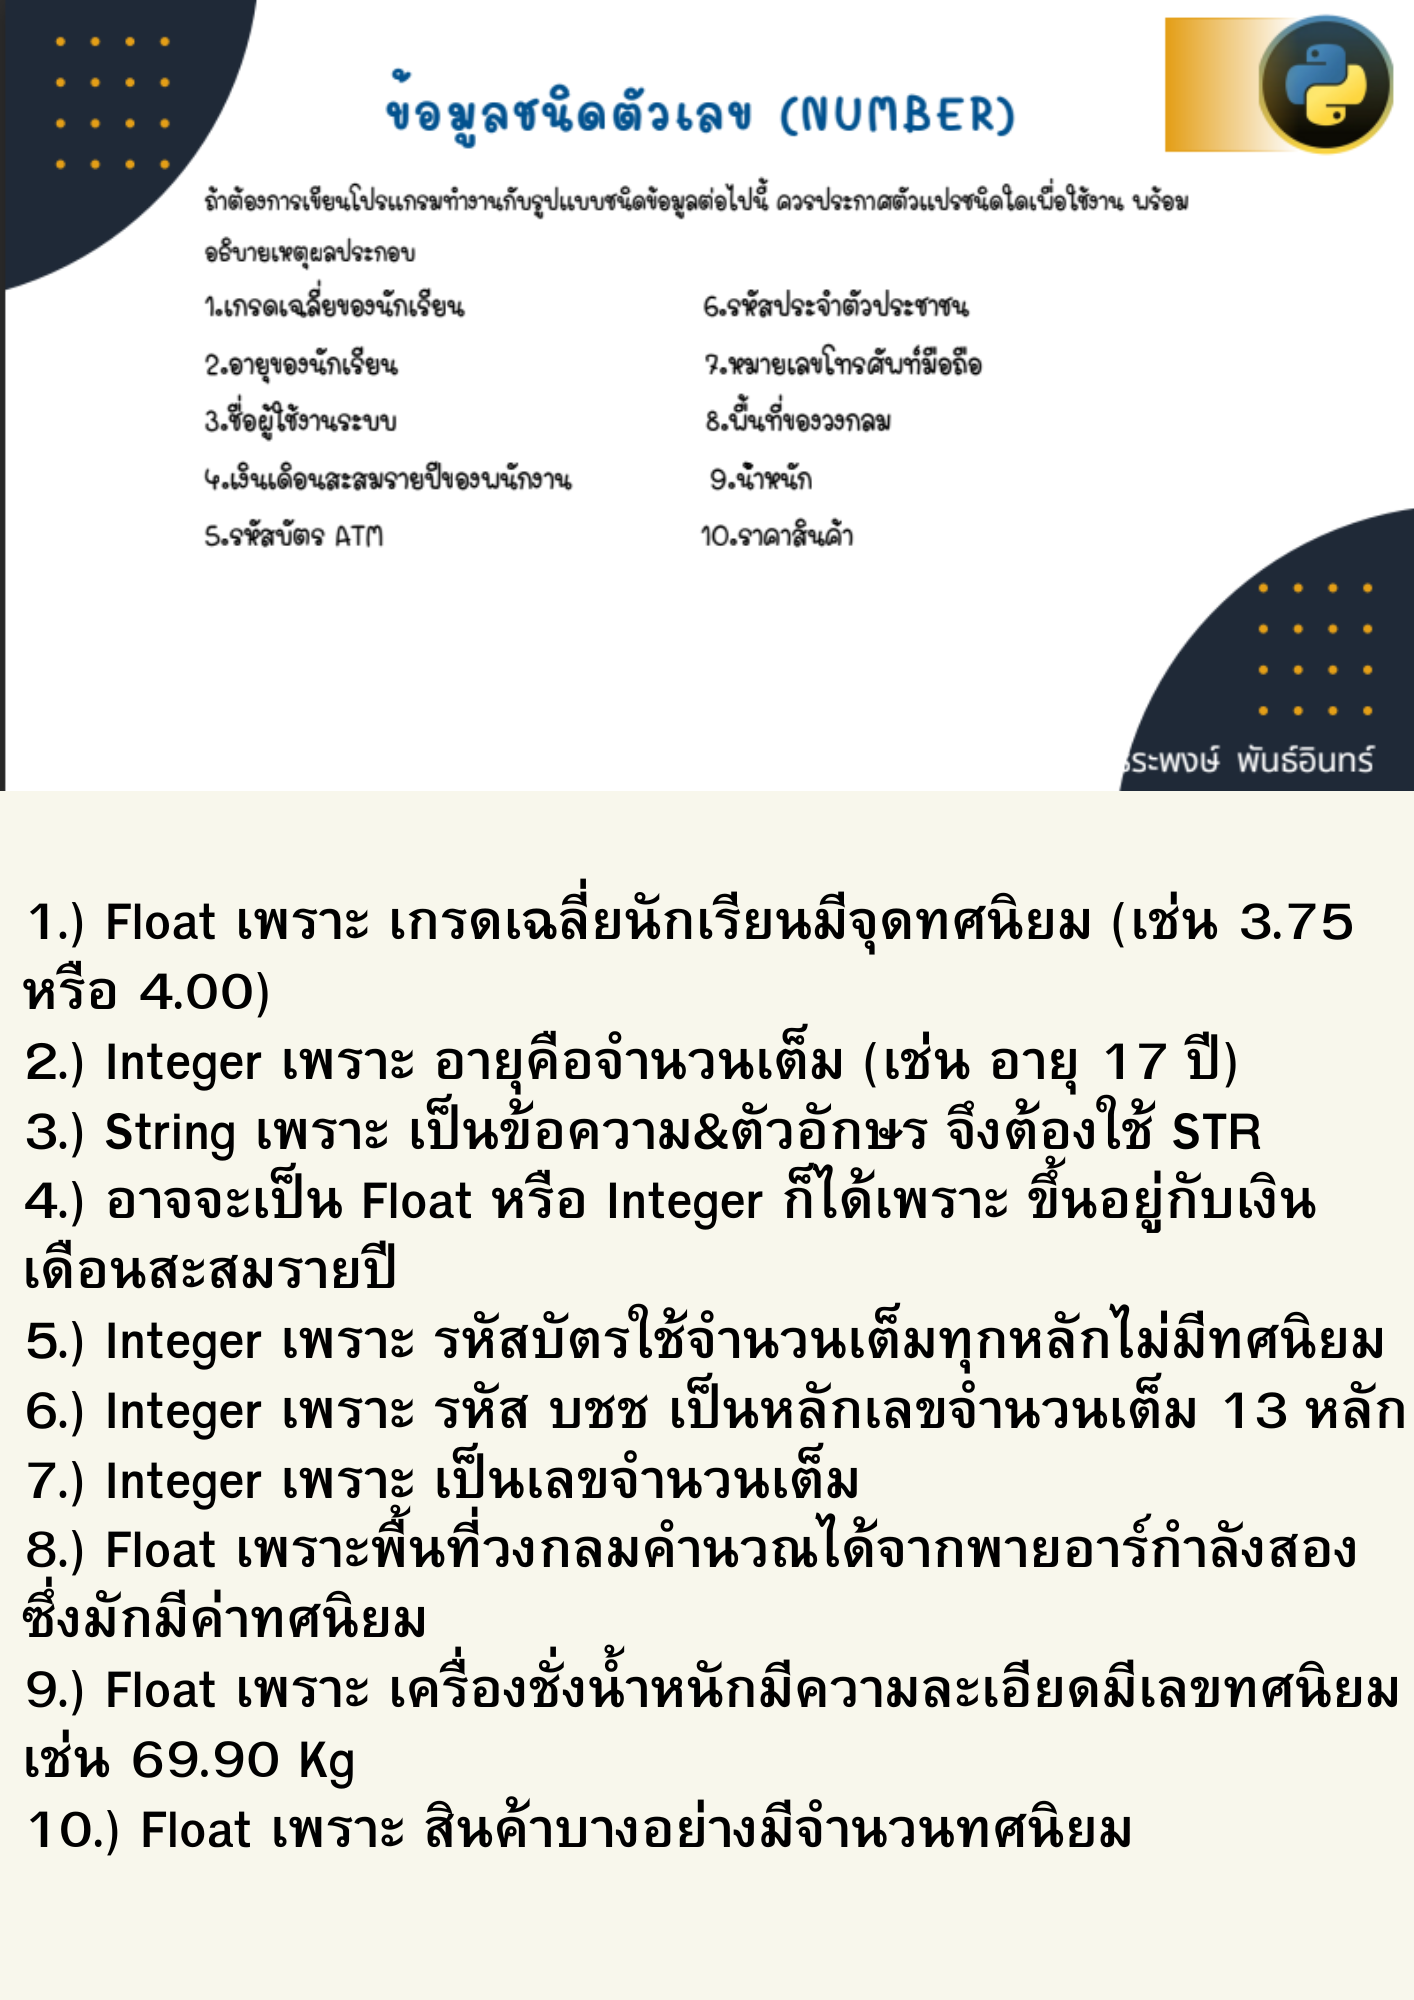 ข้อมูลชนิดตัวเลข (NUMBER)
ถ้าต้องการเขียนโปรแกรมทำงานกับรูปแบบชนิดข้อมูลต่อไปนี้ ควรประกาศตัวแปรชนิดใดเพื่อใช้งาน พร้อม
อธิบายเหตุผลประกอบ
1.เกรดเฉลี่ยของนักเรียน
2.อายุของนักเรียน
3.ชื่อผู้ใช้งานระบบ
4.เงินเดือนสะสมรายปีของพนักงาน
5.รหัสบัตร ATM
6.รหัสประจำตัวประชาชน
7.หมายเลขโทรศัพท์มือถือ
8.พื้นที่ของวงกลม
9.น้ำหนัก
10.ราคาสินค้า
ระพงษ์ พันธ์อินทร์
1.) Float เพราะ เกรดเฉลี่ยนักเรียนมีจุดทศนิยม (เช่น 3.75
หรือ 4.00)
2.) Integer เพราะ อายุคือจำนวนเต็ม (เช่น อายุ 17 ปี)
3.) String เพราะ เป็นข้อความ&ตัวอักษร จึงต้องใช้ STR
4.) อาจจะเป็น Float หรือ Integer ก็ได้เพราะ ขึ้นอยู่กับเงิน
เดือนสะสมรายปี
5.) Integer เพราะ รหัสบัตรใช้จำนวนเต็มทุกหลักไม่มีทศนิยม
6.) Integer เพราะ รหัส บชช เป็นหลักเลขจำนวนเต็ม 13 หลัก
7.) Integer เพราะ เป็นเลขจำนวนเต็ม
8.) Float เพราะพื้นที่วงกลมคำนวณได้จากพายอาร์กำลังสอง
ซึ่งมักมีค่าทศนิยม
9.) Float เพราะ เครื่องชั่งน้ำหนักมีความละเอียดมีเลขทศนิยม
เช่น 69.90 Kg
10.) Float เพราะ สินค้าบางอย่างมีจำนวนทศนิยม